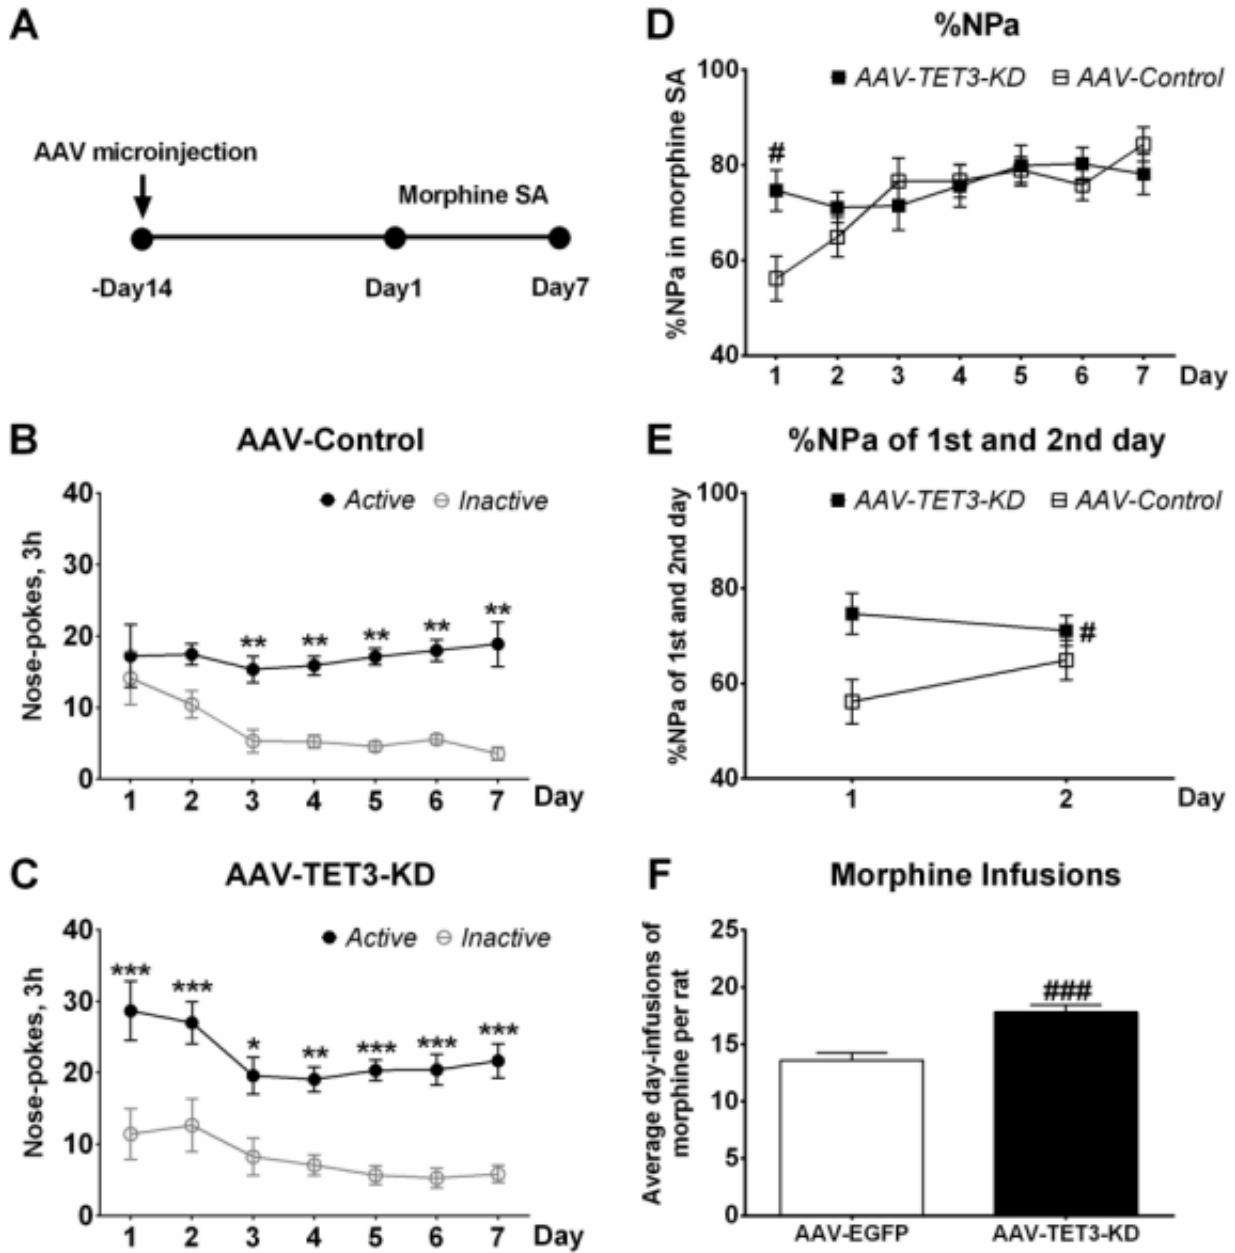 A
AAV microinjection
Morphine SA
-Day14
Day1
Day7
B
AAV-Control
Active
Inactive
Nose-pokes, 3h
40
30
20
10
0
**
**
**
**
**
1 2 3 4 5 6 7 Day
C
AAV-TET3-KD
Active
Inactive
Nose-pokes, 3h
40
30
20
10
0
***
***
*
**
***
***
***
1 2 3 4 5 6 7 Day
D
%NPa
AAV-TET3-KD
AAV-Control
%NPa in morphine SA
100
80
60
40
#
1 2 3 4 5 6 7 Day
E
%NPa of 1st and 2nd day
AAV-TET3-KD
AAV-Control
%NPa of 1st and 2nd day
100
80
60
40
#
1 2 Day
F
Morphine Infusions
Average day-infusions of
morphine per rat
25
20
15
10
5
0
###
AAV-EGFP
AAV-TET3-KD